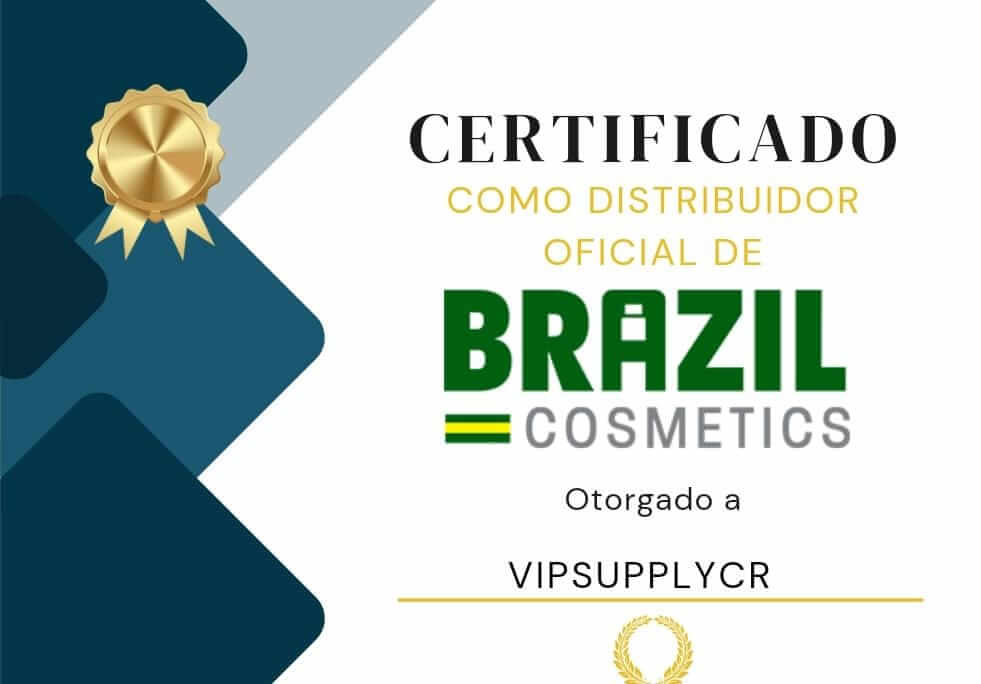 CERTIFICADO
COMO DISTRIBUIDOR
OFICIAL DE
BRAZIL
COSMETICS
Otorgado a
VIPSUPPLYCR